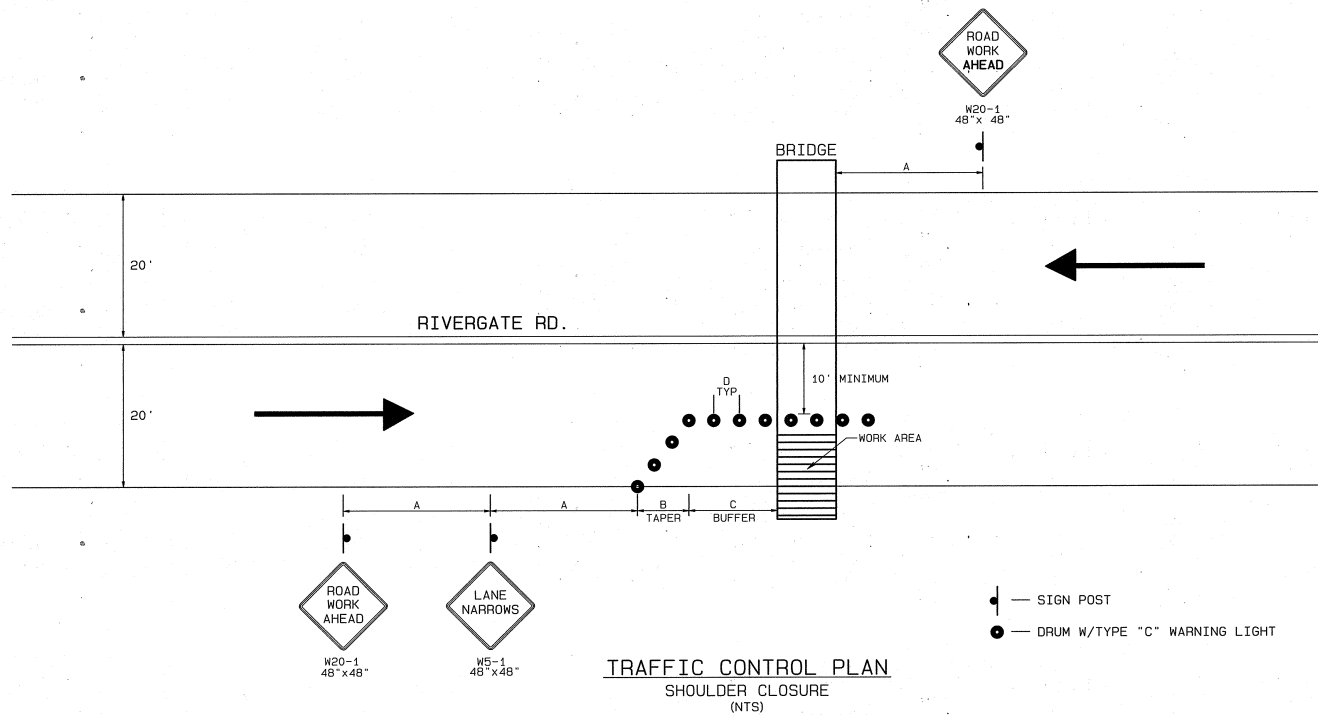 ROAD
WORK
AHEAD
W20-1
48"x 48"
BRIDGE
A
20'
RIVERGATE RD.
10' MINIMUM
D
TYP
20'
WORK AREA
A
A
B
C
TAPER
BUFFER
ROAD
WORK
AHEAD
LANE
NARROWS
W20-1
48"x48"
W5-1
48"x48"
SIGN POST
DRUM W/TYPE "C" WARNING LIGHT
TRAFFIC CONTROL PLAN
SHOULDER CLOSURE
(NTS)